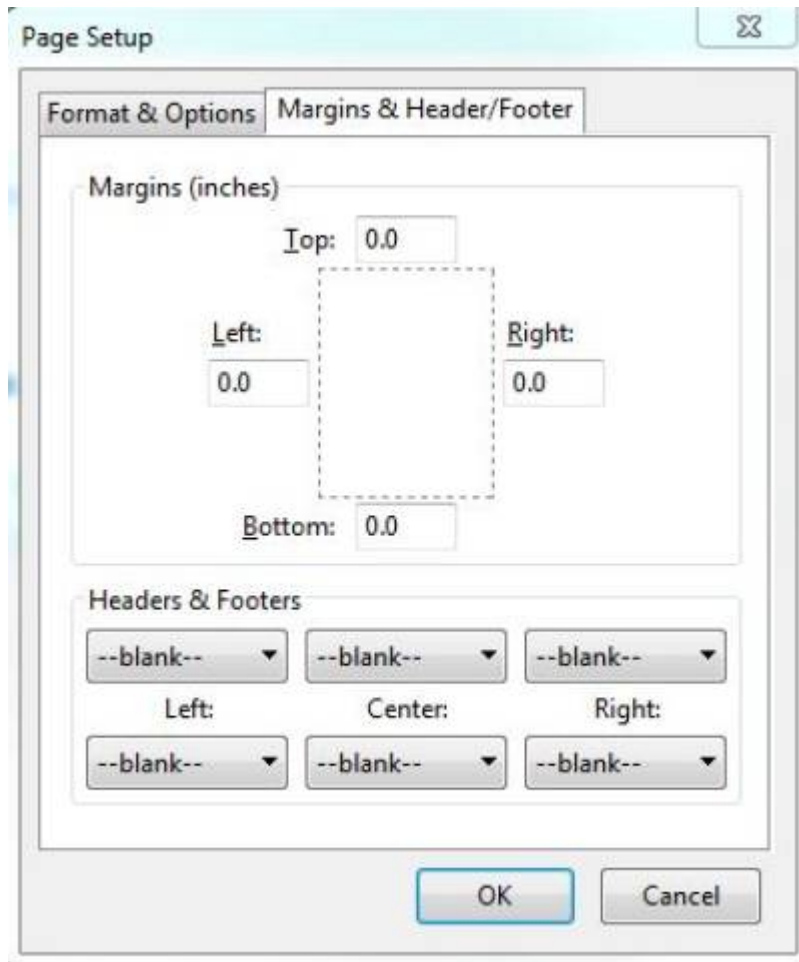 Page Setup
Format & Options Margins & Header/Footer
Margins (inches)
Top: 0.0
Left: Right:
0.0 0.0
Bottom: 0.0
Headers & Footers
--blank-- --blank-- --blank--
Left: Center: Right:
--blank-- --blank-- --blank--
OK Cancel